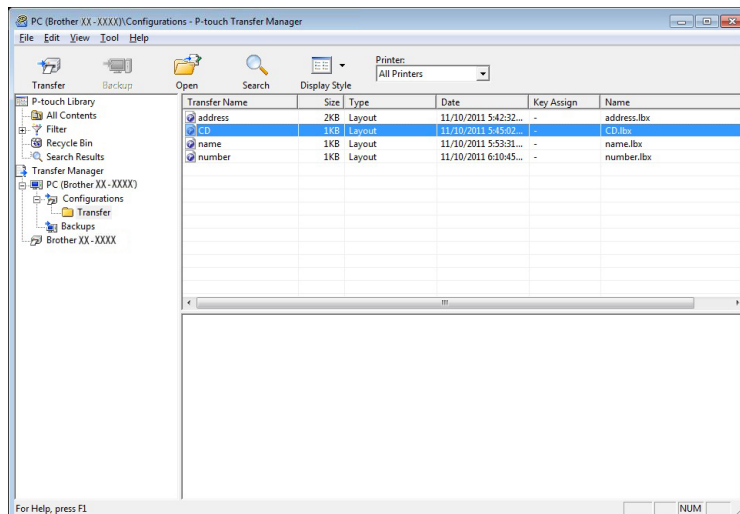 PC (Brother XX-XXXX)\Configurations - P-touch Transfer Manager
File Edit View Tool Help
Transfer Backup Open Search Display Style
Printer:
All Printers
P-touch Library
All Contents
Filter
Recycle Bin
Search Results
Transfer Manager
PC (Brother XX-XXXX)
Configurations
Transfer
Backups
Brother XX-XXXX
Transfer Name Size Type Date Key Assign Name
address 2KB Layout 11/10/2011 5:42:32... - address.lbx
CD 1KB Layout 11/10/2011 5:45:02... - CD.lbx
name 1KB Layout 11/10/2011 5:53:31... - name.lbx
number 1KB Layout 11/10/2011 6:10:45... - number.lbx
For Help, press F1 NUM